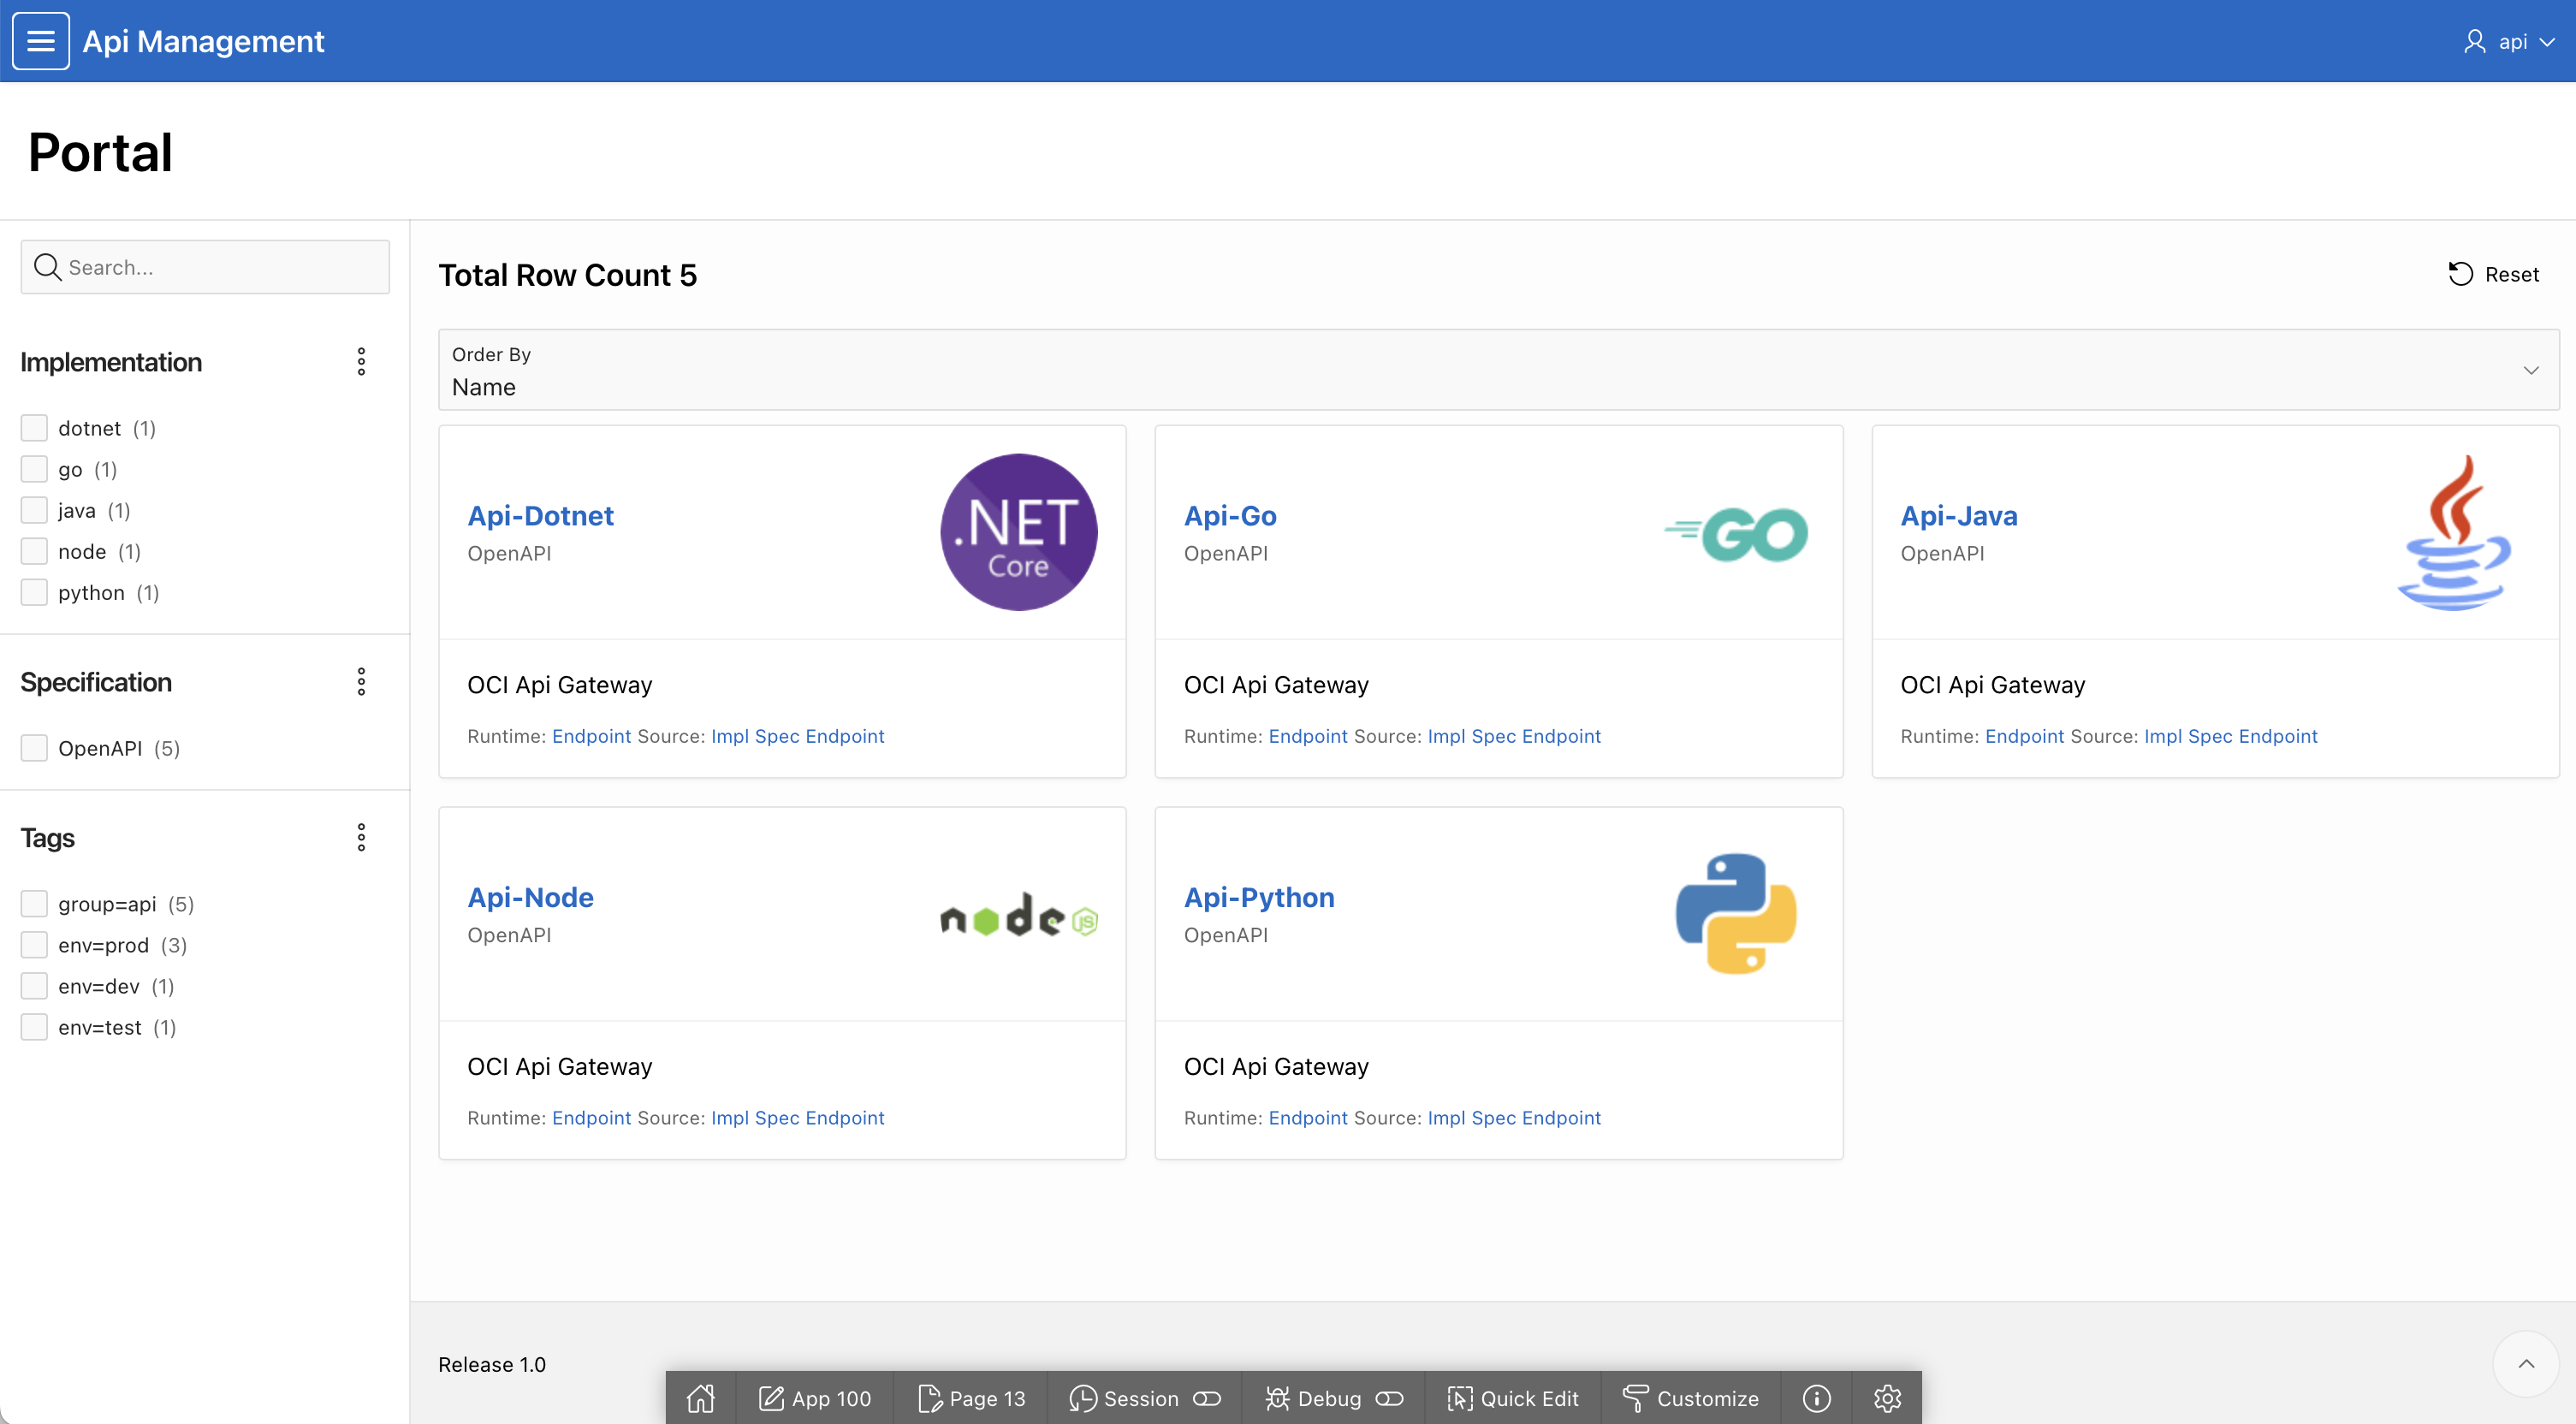 Api Management
api
Portal
Search...
Total Row Count 5
Reset
Order By
Name
Implementation
dotnet (1)
go (1)
java (1)
node (1)
python (1)
Specification
OpenAPI (5)
Tags
group=api (5)
env=prod (3)
env=dev (1)
env=test (1)
Api-Dotnet
OpenAPI
.NET
Core
OCI Api Gateway
Runtime: Endpoint Source: Impl Spec Endpoint
Api-Go
OpenAPI
GO
OCI Api Gateway
Runtime: Endpoint Source: Impl Spec Endpoint
Api-Java
OpenAPI
OCI Api Gateway
Runtime: Endpoint Source: Impl Spec Endpoint
Api-Node
OpenAPI
node JS
OCI Api Gateway
Runtime: Endpoint Source: Impl Spec Endpoint
Api-Python
OpenAPI
OCI Api Gateway
Runtime: Endpoint Source: Impl Spec Endpoint
Release 1.0
App 100 Page 13 Session Debug Quick Edit Customize